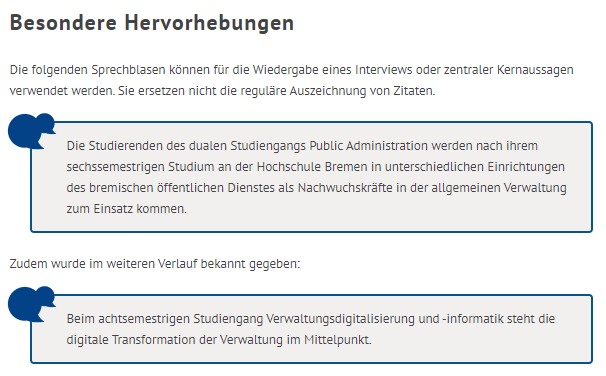 Besondere Hervorhebungen
Die folgenden Sprechblasen können für die Wiedergabe eines Interviews oder zentraler Kernaussagen
verwendet werden. Sie ersetzen nicht die reguläre Auszeichnung von Zitaten.
Die Studierenden des dualen Studiengangs Public Administration werden nach ihrem
sechssemestrigen Studium an der Hochschule Bremen in unterschiedlichen Einrichtungen
des bremischen öffentlichen Dienstes als Nachwuchskräfte in der allgemeinen Verwaltung
zum Einsatz kommen.
Zudem wurde im weiteren Verlauf bekannt gegeben:
Beim achtsemestrigen Studiengang Verwaltungsdigitalisierung und -informatik steht die
digitale Transformation der Verwaltung im Mittelpunkt.